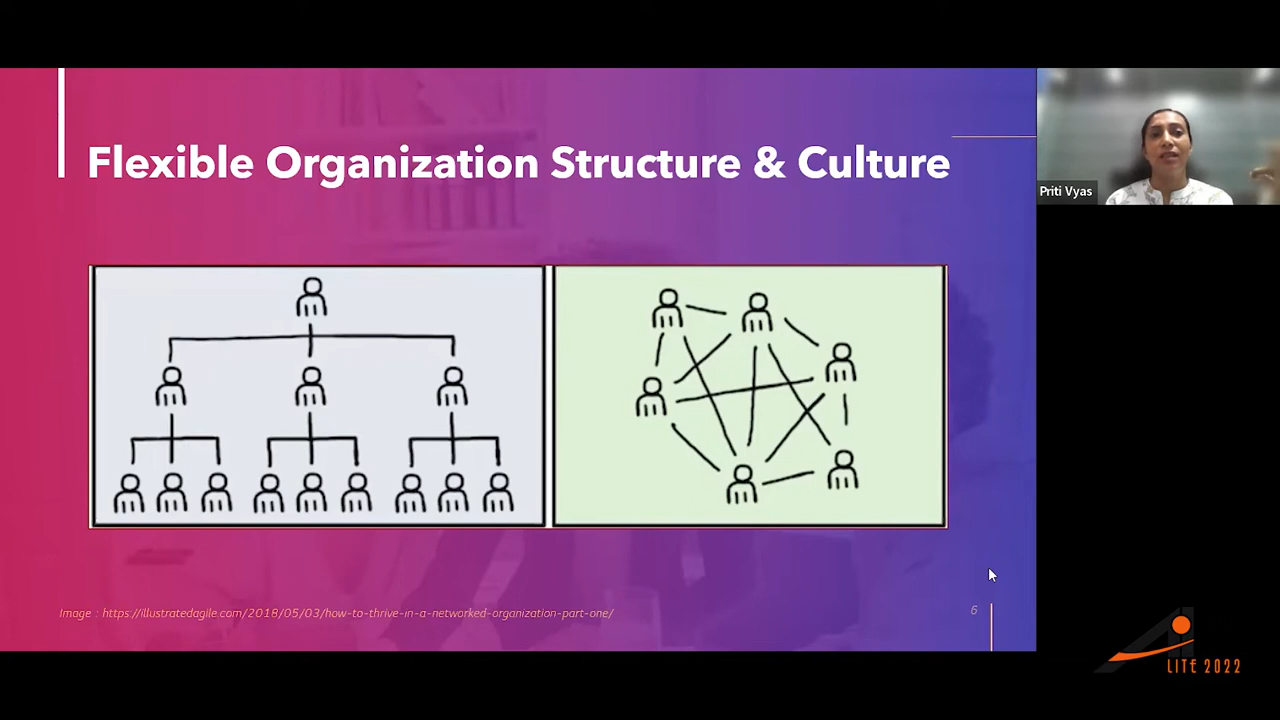 Flexible Organization Structure & Culture
Priti Vyas
Image : https://illustratedagile.com/2018/05/03/how-to-thrive-in-a-networked-organization-part-one/
6
LITE 2022